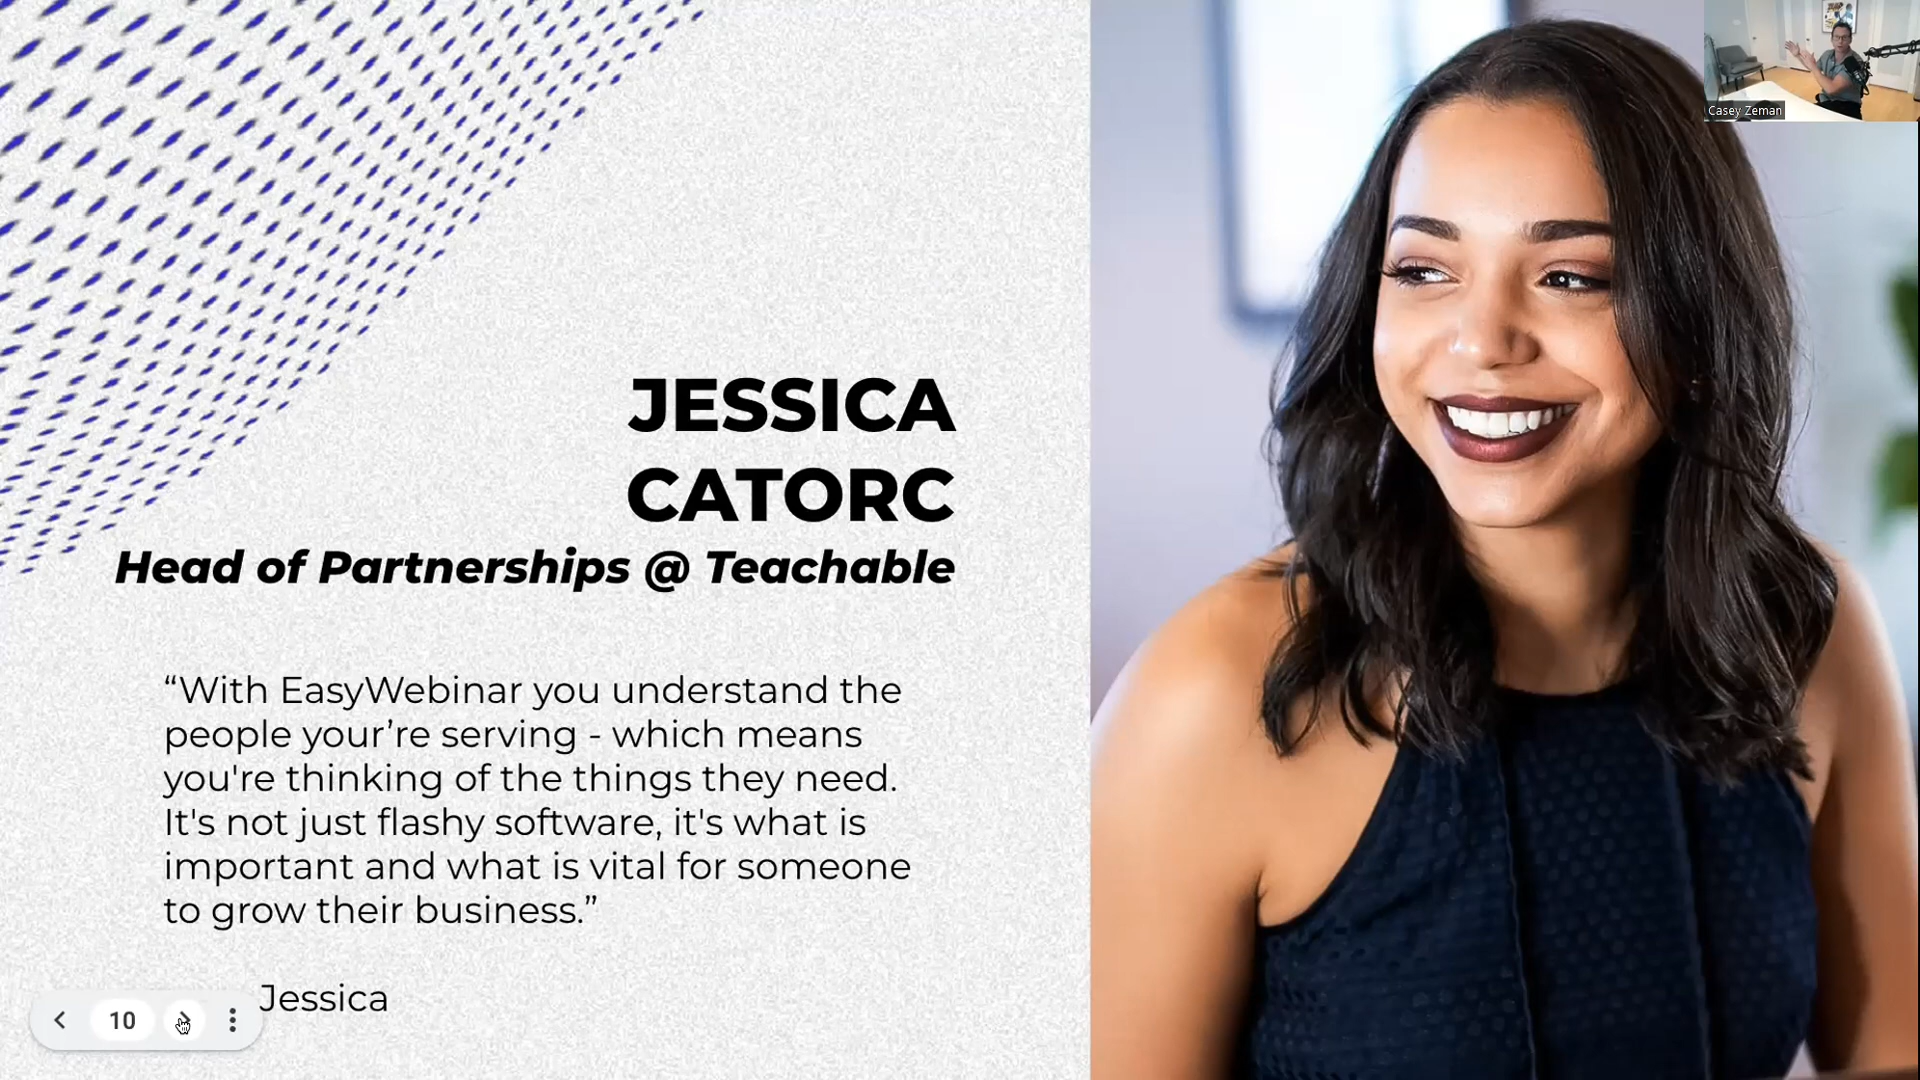 Casey Zeman
JESSICA
CATORC
Head of Partnerships @ Teachable
“With EasyWebinar you understand the
people your’re serving - which means
you're thinking of the things they need.
It's not just flashy software, it's what is
important and what is vital for someone
to grow their business.”
Jessica
10